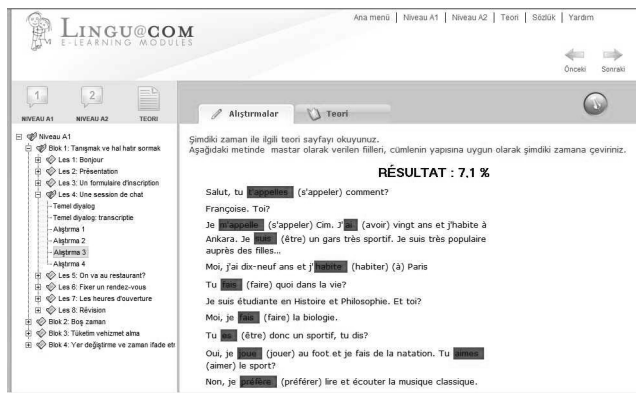 LINGU@COM
E-LEARNING MODULES
Ana menü | Niveau A1 | Niveau A2 | Teori | Sözlük | Yardım
Önceki Sonraki
1 2
NIVEAU A1 NIVEAU A2 TEORI
Alıştırmalar Teori
Niveau A1
Blok 1: Tanışmak ve hal hatır sormak
Les 1: Bonjour
Les 2: Présentation
Les 3: Un formulaire d'inscription
Les 4: Une session de chat
Temel diyalog
Temel diyalog: transcriptie
Alıştırma 1
Alıştırma 2
Alıştırma 3
Alıştırma 4
Les 5: On va au restaurant?
Les 6: Fixer un rendez-vous
Les 7: Les heures d'ouverture
Les 8: Révision
Blok 2: Boş zaman
Blok 3: Tüketim vehizmet alma
Blok 4: Yer değiştirme ve zaman ifade etr
Şimdiki zaman ile ilgili teori sayfayı okuyunuz.
Aşağıdaki metinde mastar olarak verilen fiilleri, cümlenin yapısına uygun olarak şimdiki zamana çeviriniz.
RÉSULTAT : 7.1 %
Salut, tu t'appelles (s'appeler) comment?
Françoise. Toi?
Je m'appelle (s'appeler) Cim. J'ai (avoir) vingt ans et j'habite à
Ankara. Je suis (être) un gars très sportif. Je suis très populaire
auprès des filles...
Moi, j'ai dix-neuf ans et j'habite (habiter) (à) Paris
Tu fais (faire) quoi dans la vie?
Je suis étudiante en Histoire et Philosophie. Et toi?
Moi, je fais (faire) la biologie.
Tu es (être) donc un sportif, tu dis?
Oui, je joue (jouer) au foot et je fais de la natation. Tu aimes
(aimer) le sport?
Non, je préfère (préférer) lire et écouter la musique classique.